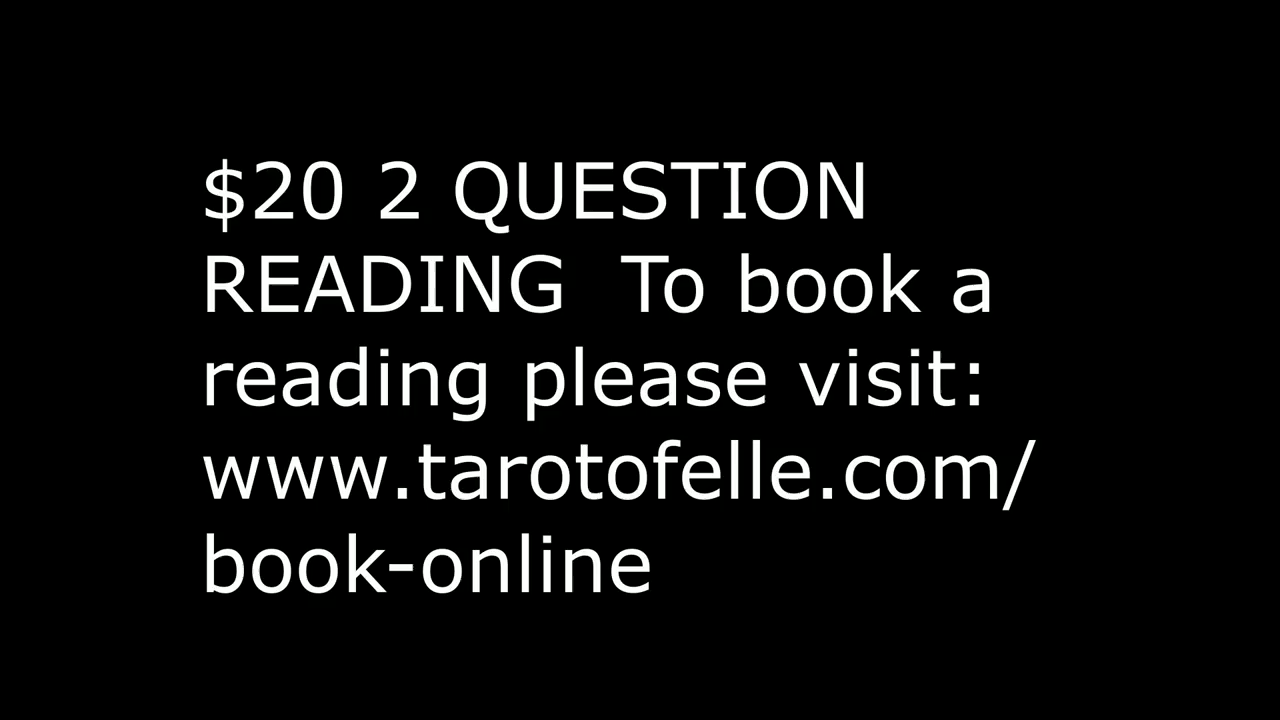 $20 2 QUESTION
READING  To book a
reading please visit:
www.tarotofelle.com/
book-online